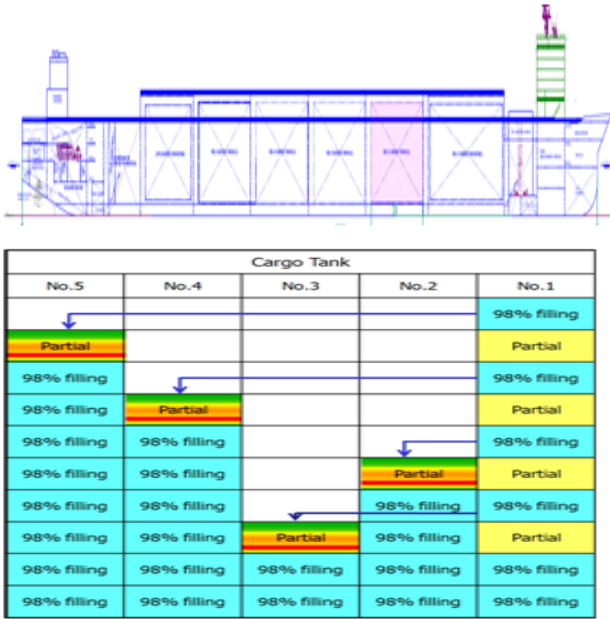 Cargo Tank
No.5 No.4 No.3 No.2 No.1
98% filling
Partial Partial
98% filling 98% filling
98% filling Partial Partial
98% filling 98% filling 98% filling
98% filling 98% filling Partial Partial
98% filling 98% filling 98% filling 98% filling
98% filling 98% filling Partial 98% filling Partial
98% filling 98% filling 98% filling 98% filling 98% filling
98% filling 98% filling 98% filling 98% filling 98% filling